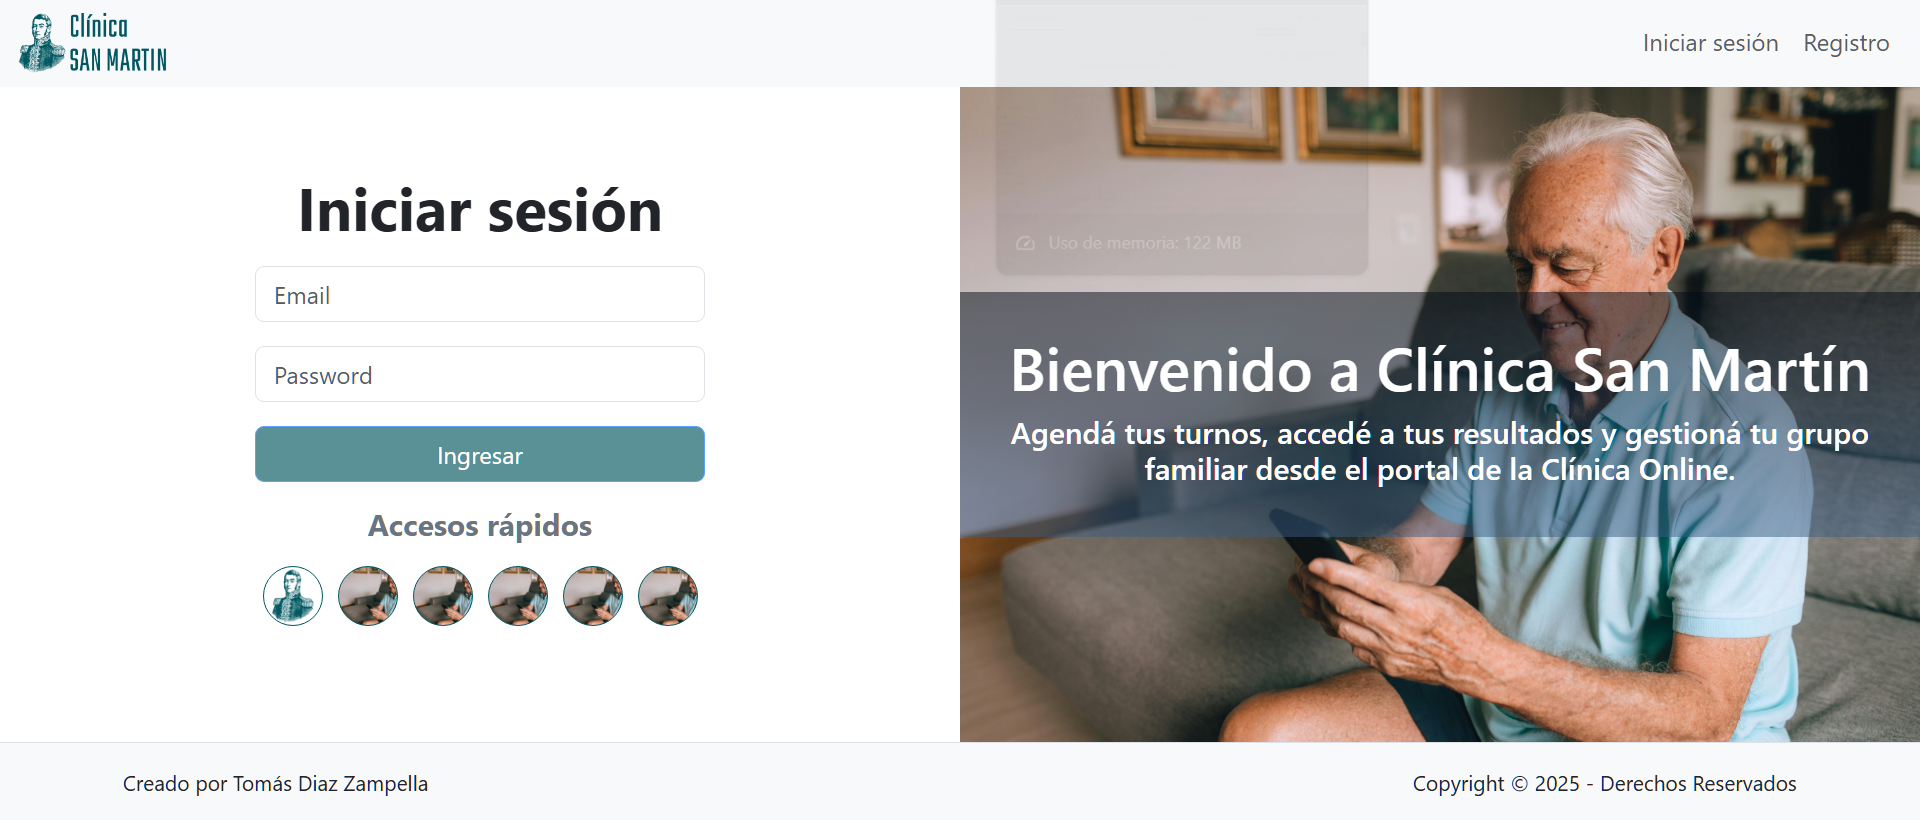 Clínica
SAN MARTIN
Iniciar sesión
Registro
Iniciar sesión
Email
Password
Ingresar
Accesos rápidos
Uso de memoria: 122 MB
Bienvenido a Clínica San Martín
Agendá tus turnos, accedé a tus resultados y gestioná tu grupo
familiar desde el portal de la Clínica Online.
Creado por Tomás Diaz Zampella
Copyright © 2025 - Derechos Reservados